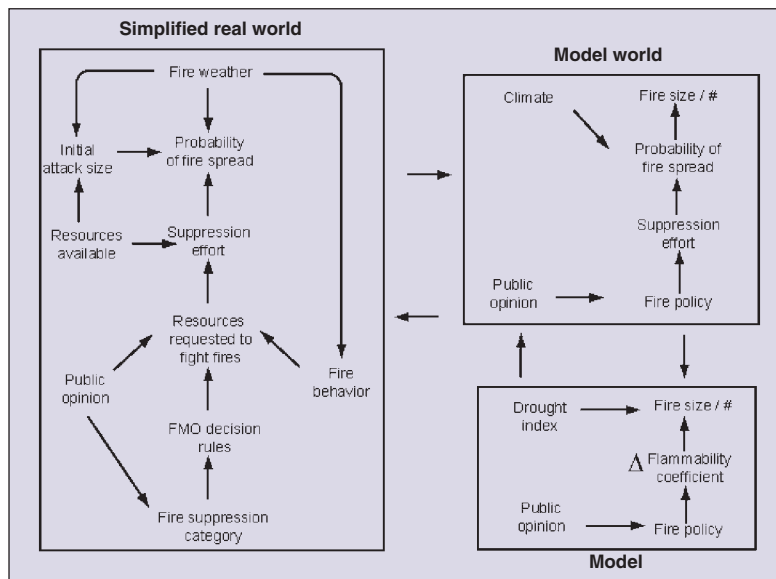 Simplified real world
Fire weather
Initial
attack size
Probability
of fire spread
Resources
available
Suppression
effort
Resources
requested to
fight fires
Public
opinion
Fire
behavior
FMO decision
rules
Fire suppression
category
Model world
Climate
Fire size / #
Probability of
fire spread
Suppression
effort
Public
opinion
Fire policy
Drought
index
Fire size / #
Δ Flammability
coefficient
Public
opinion
Fire policy
Model